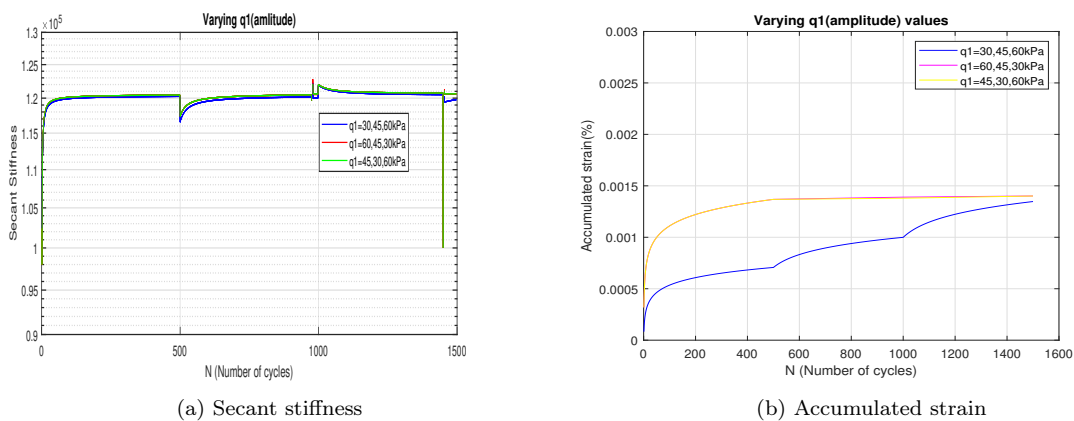 Varying q1(amlitude)
×10⁵
1.3
1.25
1.2
1.15
1.1
1.05
1
0.95
0.9
Secant Stiffness
q1=30,45,60kPa
q1=60,45,30kPa
q1=45,30,60kPa
0 500 1000 1500
N (Number of cycles)
(a) Secant stiffness
Varying q1(amplitude) values
0.003
0.0025
0.002
0.0015
0.001
0.0005
0
Accumulated strain(%)
q1=30,45,60kPa
q1=60,45,30kPa
q1=45,30,60kPa
0 200 400 600 800 1000 1200 1400 1600
N (Number of cycles)
(b) Accumulated strain